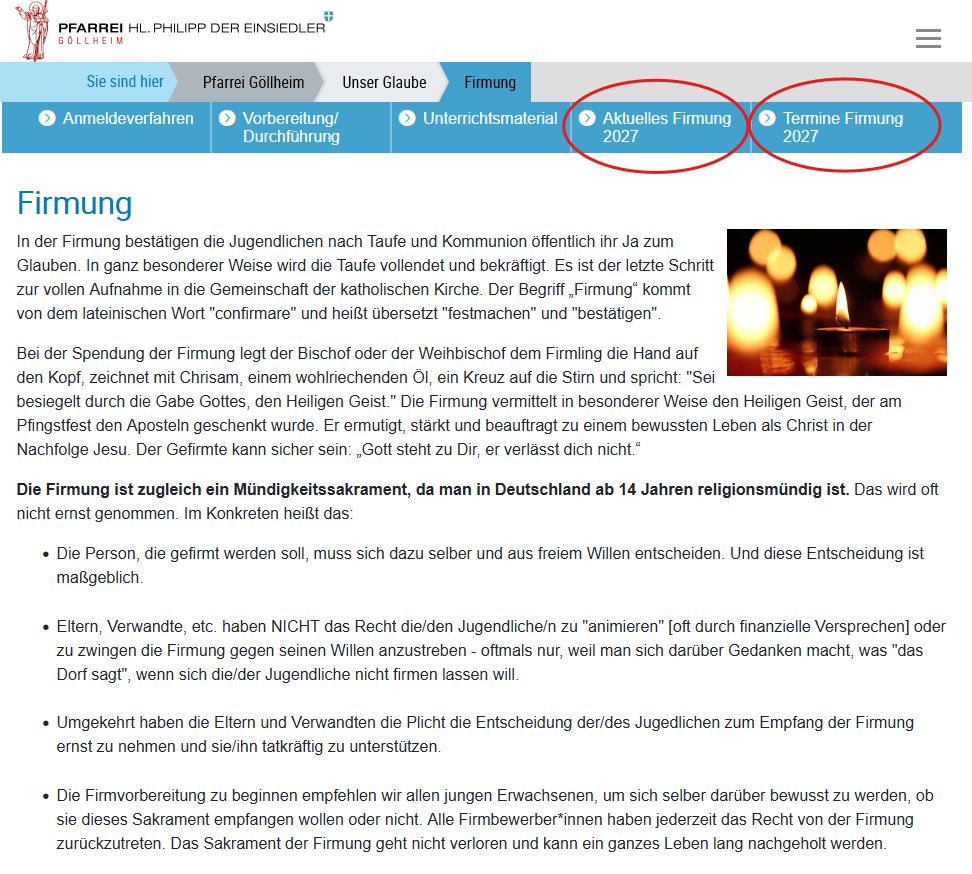 PFARREI HL. PHILIPP DER EINSIEDLER
GÖLLHEIM
Sie sind hier
Pfarrei Göllheim
Unser Glaube
Firmung
Anmeldeverfahren
Vorbereitung/
Durchführung
Unterrichtsmaterial
Aktuelles Firmung
2027
Termine Firmung
2027
Firmung
In der Firmung bestätigen die Jugendlichen nach Taufe und Kommunion öffentlich ihr Ja zum
Glauben. In ganz besonderer Weise wird die Taufe vollendet und bekräftigt. Es ist der letzte Schritt
zur vollen Aufnahme in die Gemeinschaft der katholischen Kirche. Der Begriff „Firmung“ kommt
von dem lateinischen Wort "confirmare" und heißt übersetzt "festmachen" und "bestätigen".
Bei der Spendung der Firmung legt der Bischof oder der Weihbischof dem Firmling die Hand auf
den Kopf, zeichnet mit Chrisam, einem wohlriechenden Öl, ein Kreuz auf die Stirn und spricht: "Sei
besiegelt durch die Gabe Gottes, den Heiligen Geist." Die Firmung vermittelt in besonderer Weise den Heiligen Geist, der am
Pfingstfest den Aposteln geschenkt wurde. Er ermutigt, stärkt und beauftragt zu einem bewussten Leben als Christ in der
Nachfolge Jesu. Der Gefirmte kann sicher sein: „Gott steht zu Dir, er verlässt dich nicht.“
Die Firmung ist zugleich ein Mündigkeitssakrament, da man in Deutschland ab 14 Jahren religionsmündig ist. Das wird oft
nicht ernst genommen. Im Konkreten heißt das:
• Die Person, die gefirmt werden soll, muss sich dazu selber und aus freiem Willen entscheiden. Und diese Entscheidung ist
maßgeblich.
• Eltern, Verwandte, etc. haben NICHT das Recht die/den Jugendliche/n zu "animieren" [oft durch finanzielle Versprechen] oder
zu zwingen die Firmung gegen seinen Willen anzustreben - oftmals nur, weil man sich darüber Gedanken macht, was "das
Dorf sagt", wenn sich die/der Jugendliche nicht firmen lassen will.
• Umgekehrt haben die Eltern und Verwandten die Plicht die Entscheidung der/des Jugedlichen zum Empfang der Firmung
ernst zu nehmen und sie/ihn tatkräftig zu unterstützen.
• Die Firmvorbereitung zu beginnen empfehlen wir allen jungen Erwachsenen, um sich selber darüber bewusst zu werden, ob
sie dieses Sakrament empfangen wollen oder nicht. Alle Firmbewerber*innen haben jederzeit das Recht von der Firmung
zurückzutreten. Das Sakrament der Firmung geht nicht verloren und kann ein ganzes Leben lang nachgeholt werden.